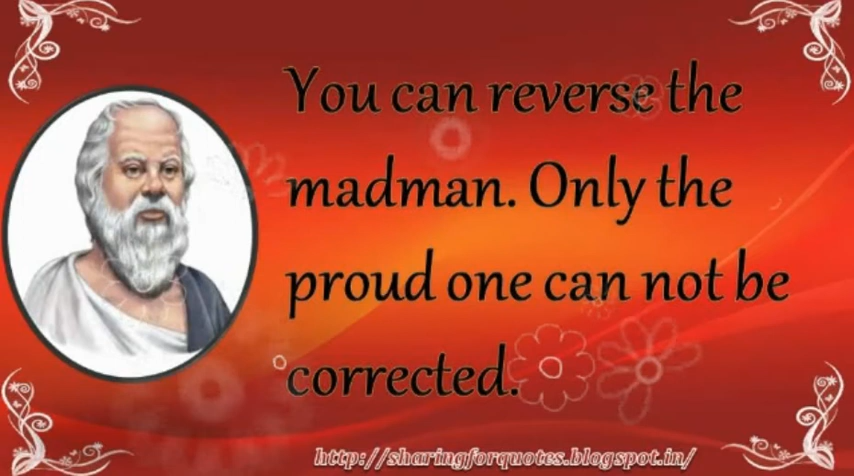 You can reverse the
madman. Only the
proud one can not be
corrected.
http://sharingforquotes.blogspot.in/